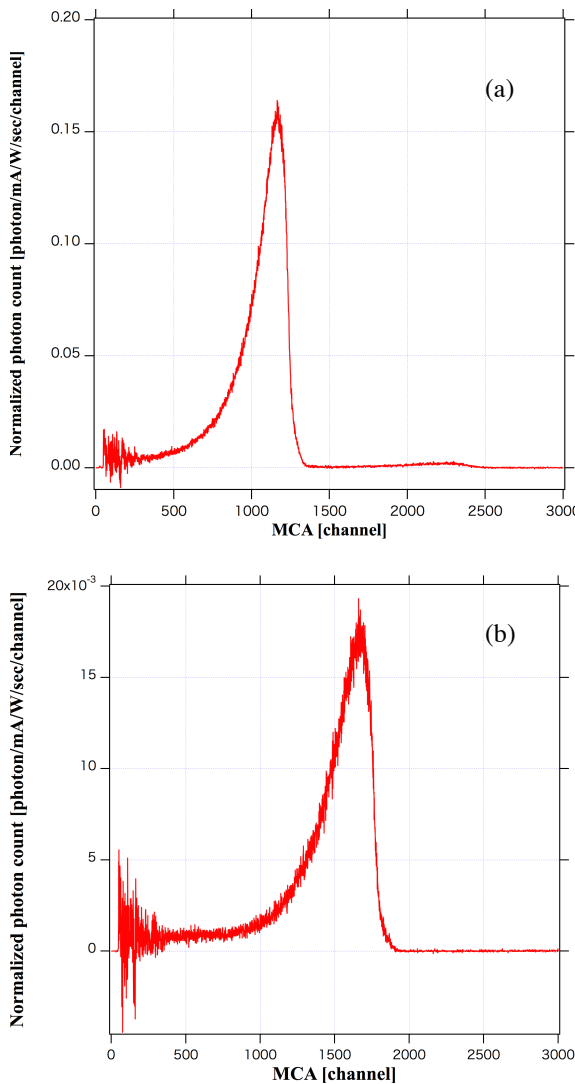 0.20
(a)
0.15
0.10
0.05
0.00
Normalized photon count [photon/mA/W/sec/channel]
0 500 1000 1500 2000 2500 3000
MCA [channel]
20x10-3
(b)
15
10
5
0
Normalized photon count [photon/mA/W/sec/channel]
0 500 1000 1500 2000 2500 3000
MCA [channel]